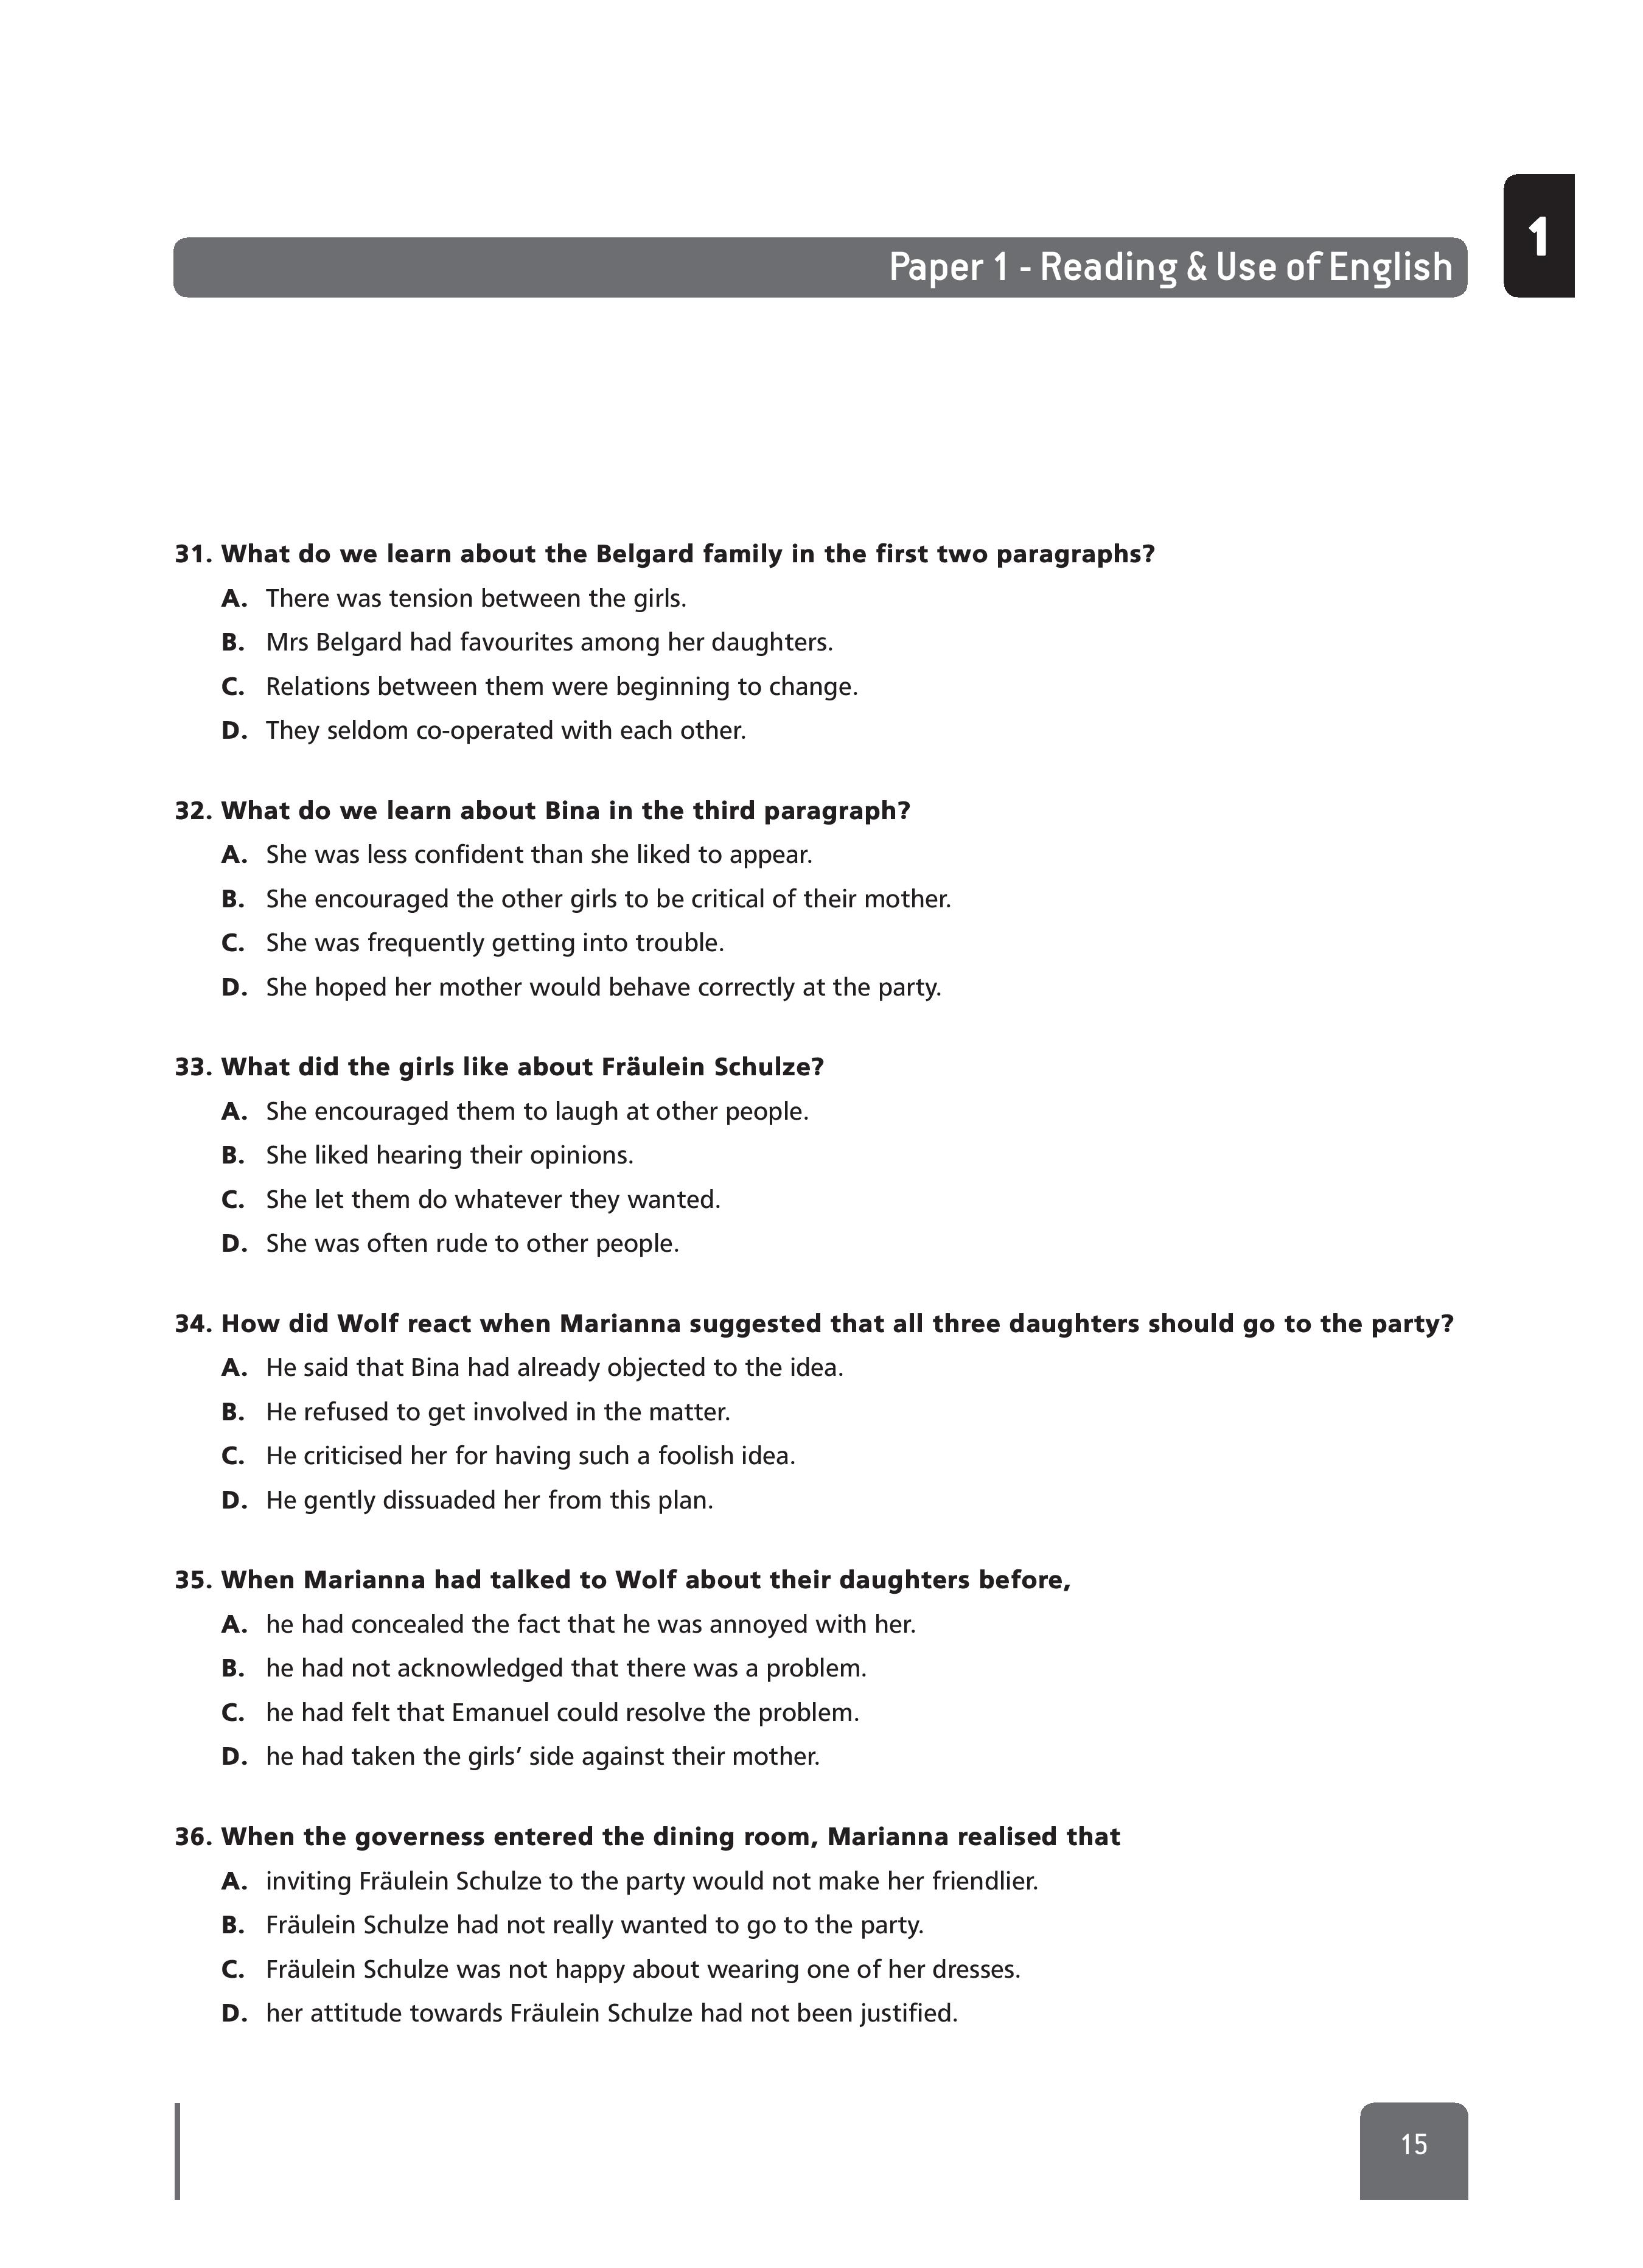 1
Paper 1 - Reading & Use of English
31. What do we learn about the Belgard family in the first two paragraphs?
A. There was tension between the girls.
B. Mrs Belgard had favourites among her daughters.
C. Relations between them were beginning to change.
D. They seldom co-operated with each other.
32. What do we learn about Bina in the third paragraph?
A. She was less confident than she liked to appear.
B. She encouraged the other girls to be critical of their mother.
C. She was frequently getting into trouble.
D. She hoped her mother would behave correctly at the party.
33. What did the girls like about Fräulein Schulze?
A. She encouraged them to laugh at other people.
B. She liked hearing their opinions.
C. She let them do whatever they wanted.
D. She was often rude to other people.
34. How did Wolf react when Marianna suggested that all three daughters should go to the party?
A. He said that Bina had already objected to the idea.
B. He refused to get involved in the matter.
C. He criticised her for having such a foolish idea.
D. He gently dissuaded her from this plan.
35. When Marianna had talked to Wolf about their daughters before,
A. he had concealed the fact that he was annoyed with her.
B. he had not acknowledged that there was a problem.
C. he had felt that Emanuel could resolve the problem.
D. he had taken the girls’ side against their mother.
36. When the governess entered the dining room, Marianna realised that
A. inviting Fräulein Schulze to the party would not make her friendlier.
B. Fräulein Schulze had not really wanted to go to the party.
C. Fräulein Schulze was not happy about wearing one of her dresses.
D. her attitude towards Fräulein Schulze had not been justified.
15